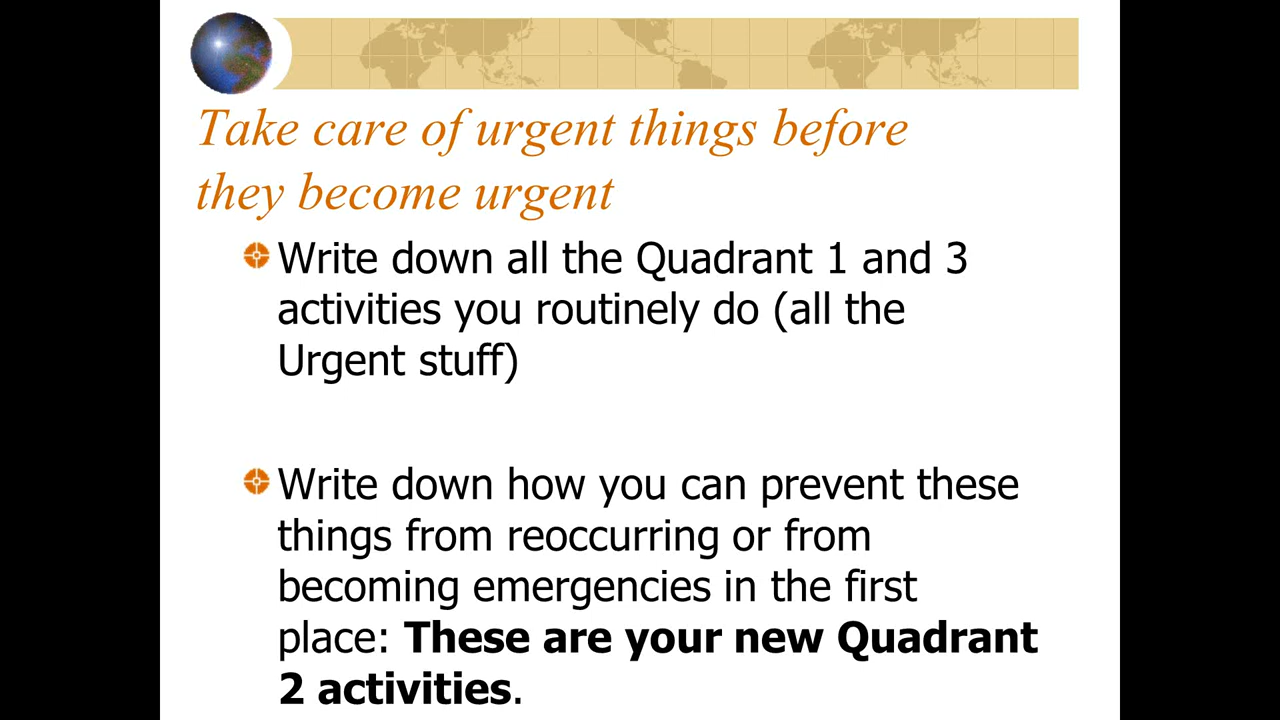 Take care of urgent things before
they become urgent
Write down all the Quadrant 1 and 3
activities you routinely do (all the
Urgent stuff)
Write down how you can prevent these
things from reoccurring or from
becoming emergencies in the first
place: These are your new Quadrant
2 activities.